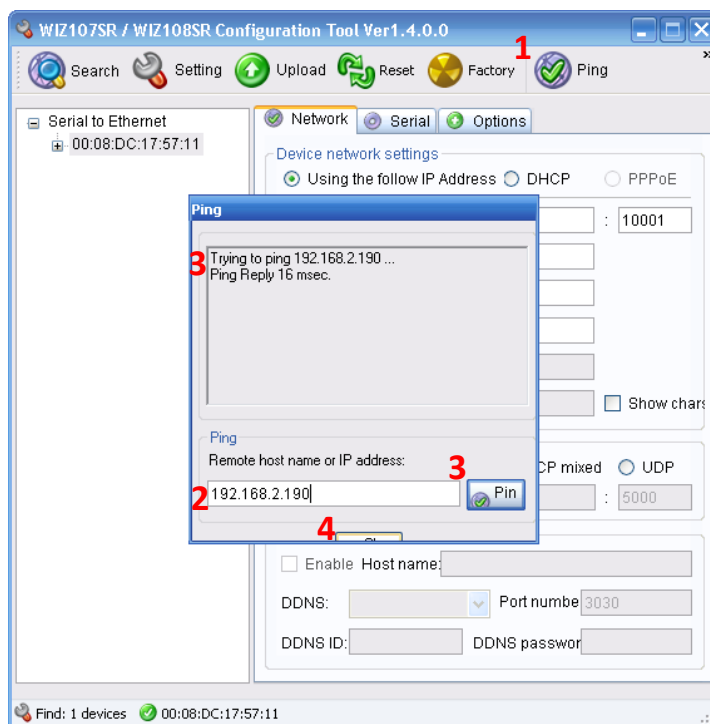 WIZ107SR / WIZ108SR Configuration Tool Ver1.4.0.0
1
Search Setting Upload Reset Factory Ping »
Serial to Ethernet
00:08:DC:17:57:11
Network Serial Options
Device network settings
Using the follow IP Address DHCP PPPoE
: 10001
Show chars
CP mixed UDP
: 5000
Ping
3
Trying to ping 192.168.2.190 ...
Ping Reply 16 msec.
Ping
Remote host name or IP address:
3
2
192.168.2.190
Pin
4
Enable Host name:
DDNS:
Port numbe 3030
DDNS ID:
DDNS passwor
Find: 1 devices 00:08:DC:17:57:11